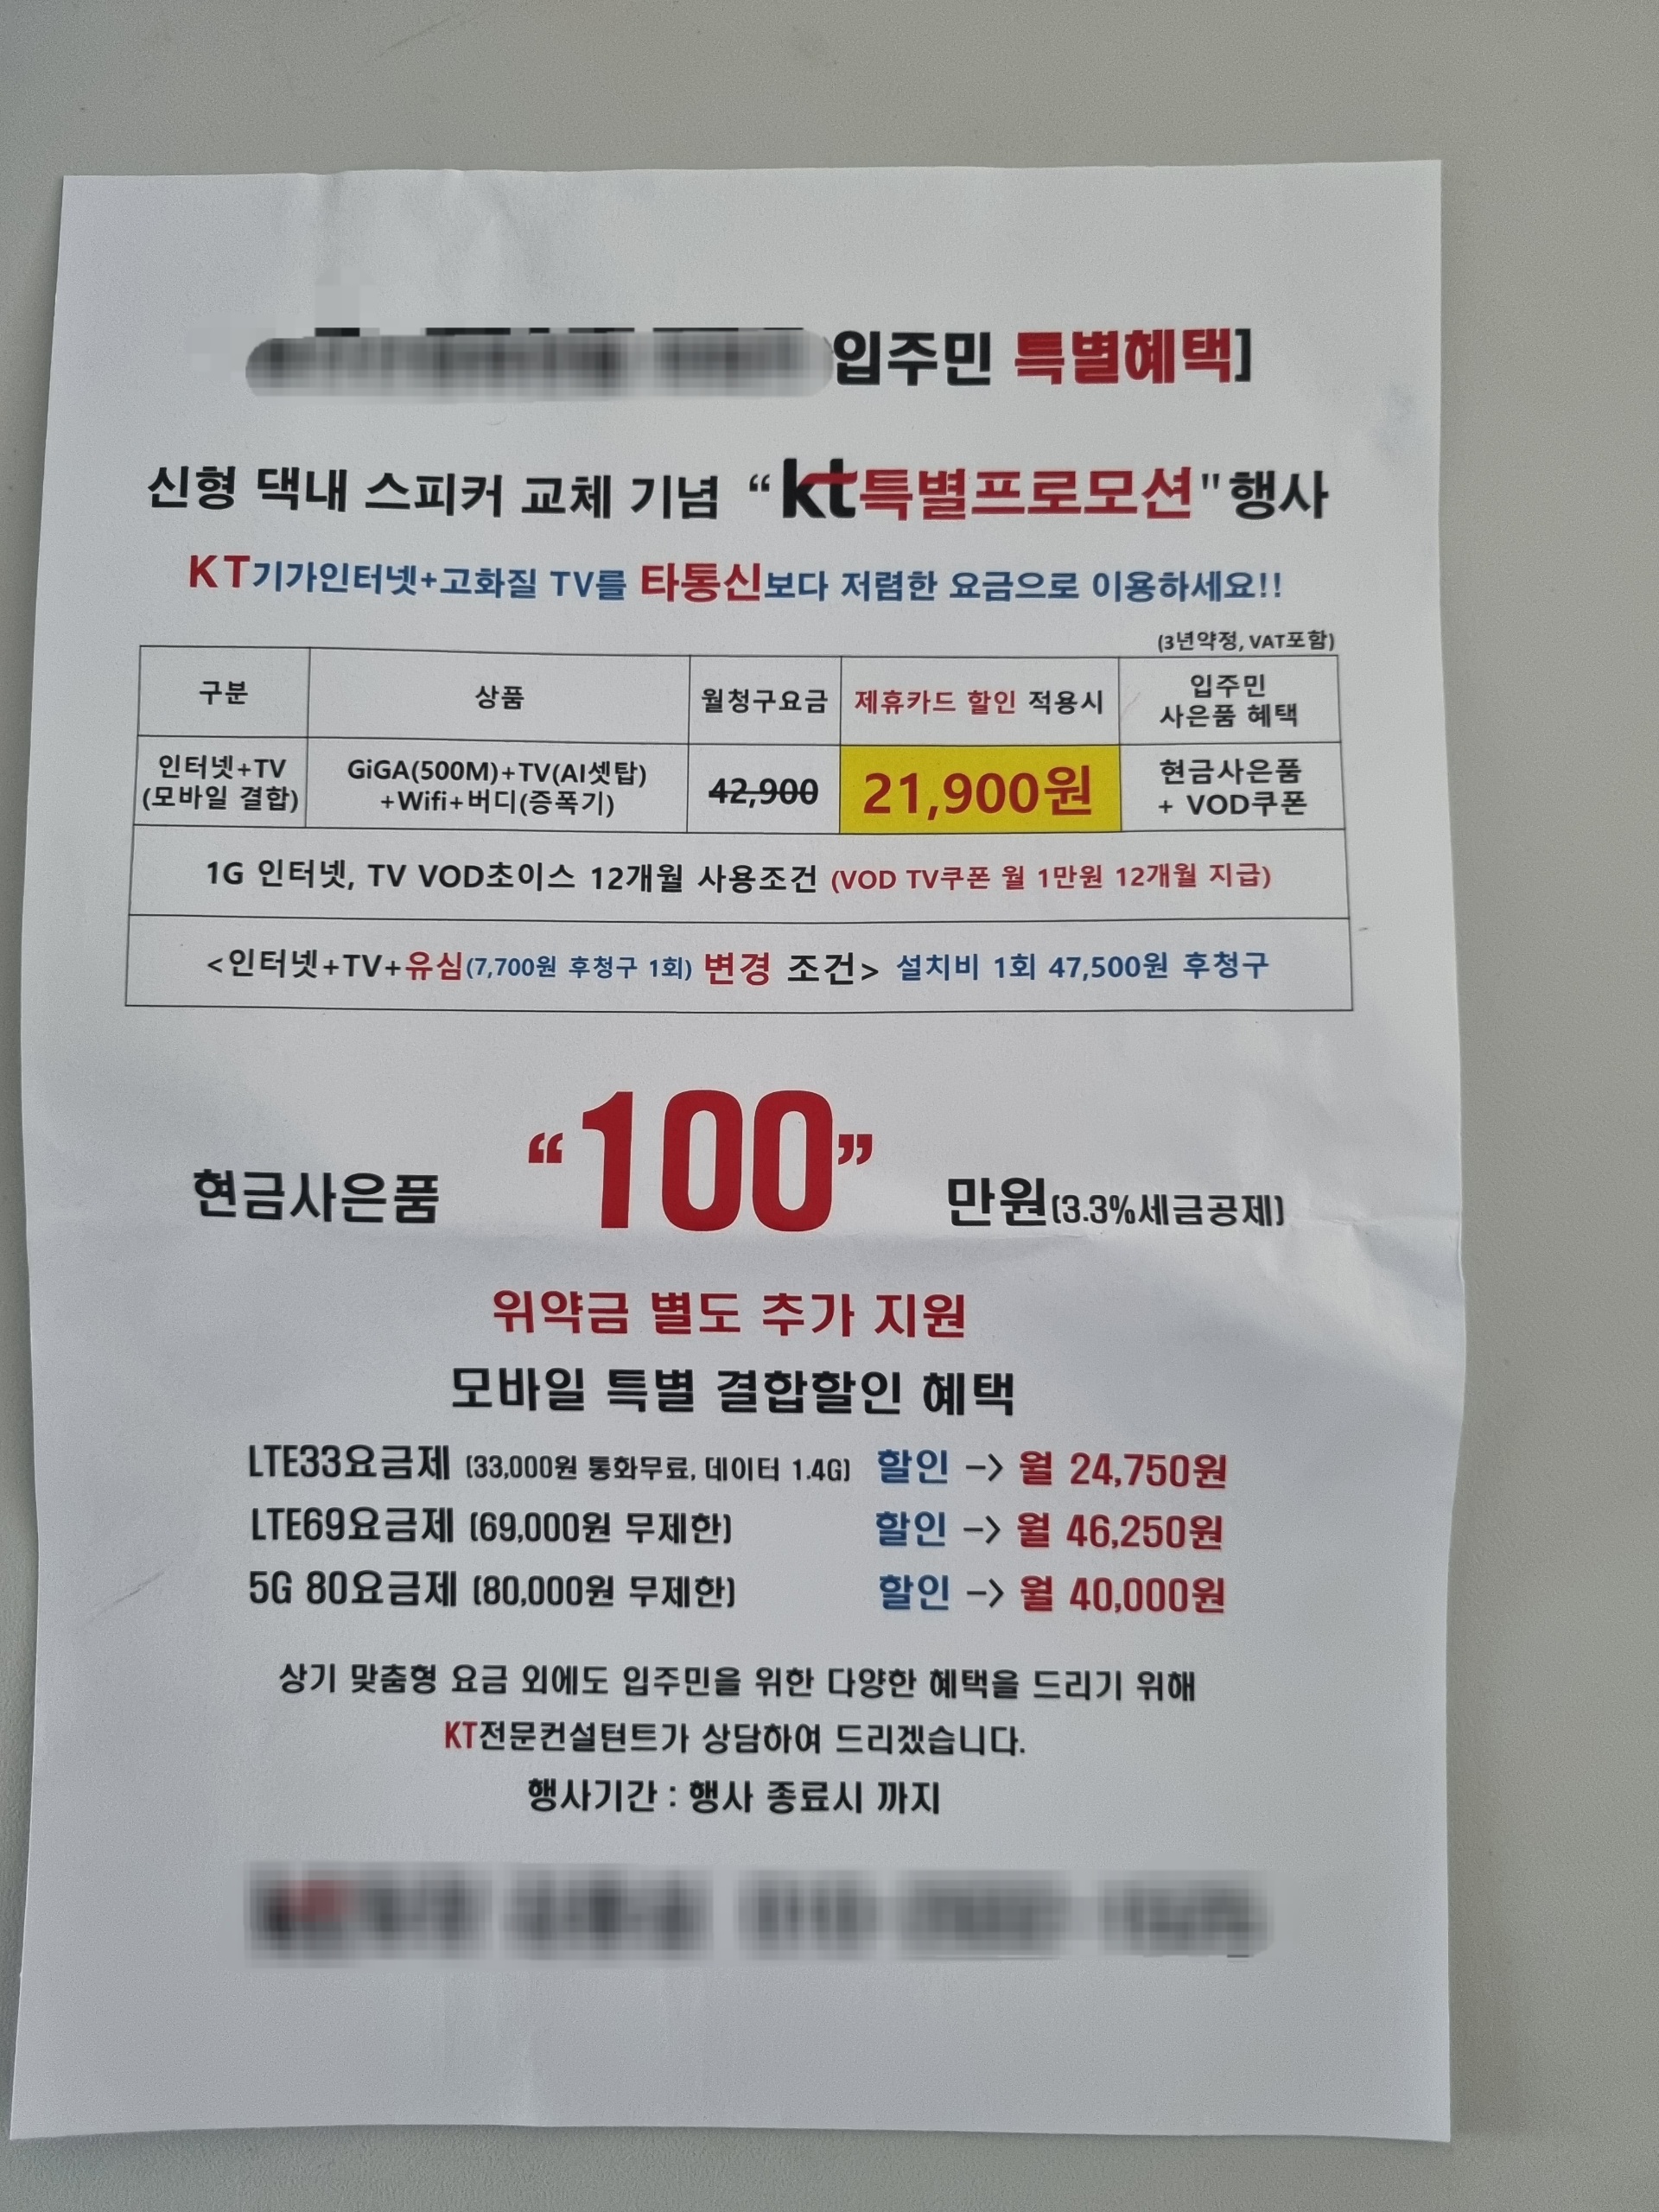 입주민 특별혜택]
신형 댁내 스피커 교체 기념 “kt특별프로모션"행사
KT기가인터넷+고화질 TV를 타통신보다 저렴한 요금으로 이용하세요!!
(3년약정, VAT포함)
구분 상품 월청구요금 제휴카드 할인 적용시 입주민 사은품 혜택
인터넷+TV (모바일 결합) GiGA(500M)+TV(AI셋탑) +Wifi+버디(증폭기) 42,900 21,900원 현금사은품 + VOD쿠폰
1G 인터넷, TV VOD초이스 12개월 사용조건 (VOD TV쿠폰 월 1만원 12개월 지급)
<인터넷+TV+유심(7,700원 후청구 1회) 변경 조건> 설치비 1회 47,500원 후청구
현금사은품 “100” 만원(3.3%세금공제)
위약금 별도 추가 지원
모바일 특별 결합할인 혜택
LTE33요금제 (33,000원 통화무료, 데이터 1.4G) 할인 -> 월 24,750원
LTE69요금제 (69,000원 무제한) 할인 -> 월 46,250원
5G 80요금제 (80,000원 무제한) 할인 -> 월 40,000원
상기 맞춤형 요금 외에도 입주민을 위한 다양한 혜택을 드리기 위해
KT전문컨설턴트가 상담하여 드리겠습니다.
행사기간 : 행사 종료시 까지